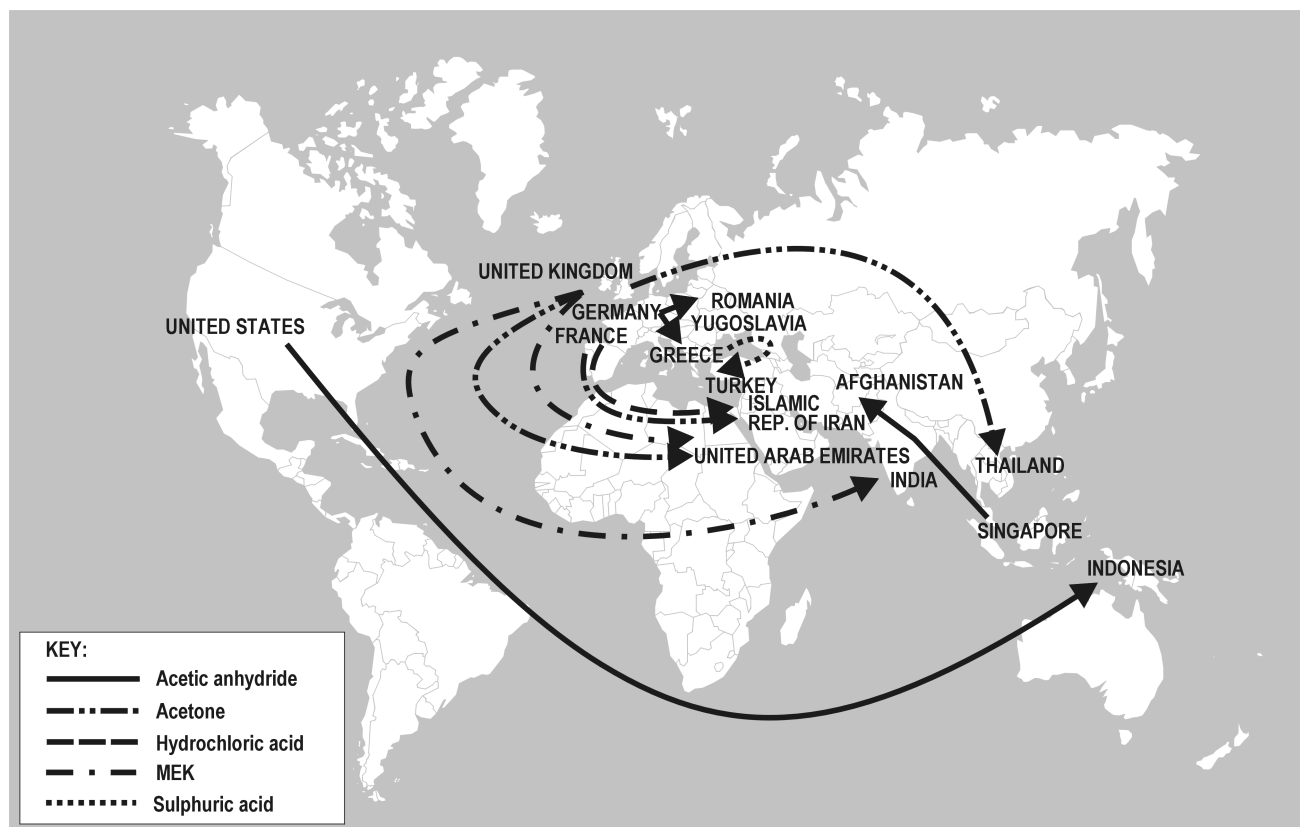 UNITED KINGDOM
GERMANY
ROMANIA
UNITED STATES
YUGOSLAVIA
FRANCE
GREECE
TURKEY
AFGHANISTAN
ISLAMIC
REP. OF IRAN
UNITED ARAB EMIRATES
THAILAND
INDIA
SINGAPORE
INDONESIA
KEY:
Acetic anhydride
Acetone
Hydrochloric acid
MEK
Sulphuric acid